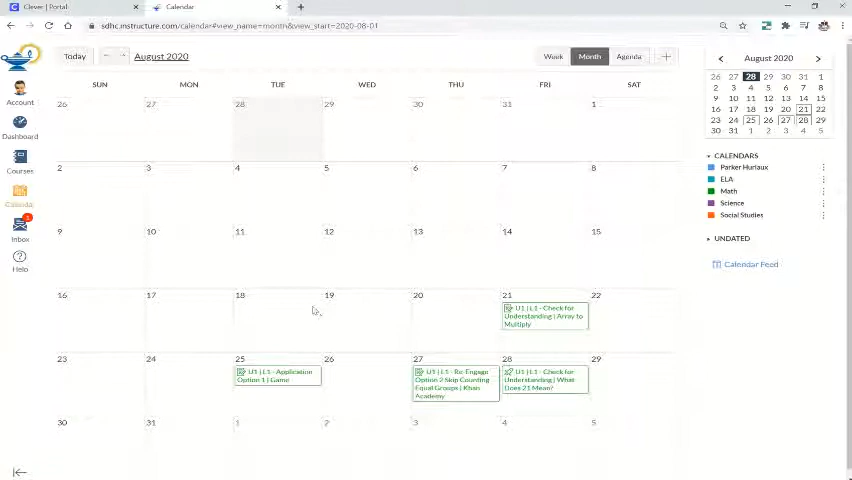 Clever | Portal
Calendar
sdhc.instructure.com/calendar#view_name=month&view_start=2020-08-01
Today
August 2020
Week
Month
Agenda
SUN MON TUE WED THU FRI SAT
26 27 28 29 30 31 1
2 3 4 5 6 7 8
9 10 11 12 13 14 15
16 17 18 19 20 21 22
U1 | L1 - Check for
Understanding | Array to
Multiply
23 24 25 26 27 28 29
U1 | L1 - Application
Option 1 | Game
U1 | L1 - Re-Engage
Option 2 Skip Counting
Equal Groups | Khan
Academy
U1 | L1 - Check for
Understanding | What
Does 21 Mean?
30 31 1 2 3 4 5
Account
Dashboard
Courses
Calendar
1
Inbox
Help
August 2020
26 27 28 29 30 31 1
2 3 4 5 6 7 8
9 10 11 12 13 14 15
16 17 18 19 20 21 22
23 24 25 26 27 28 29
30 31 1 2 3 4 5
CALENDARS
Parker Hurlaux
ELA
Math
Science
Social Studies
UNDATED
Calendar Feed